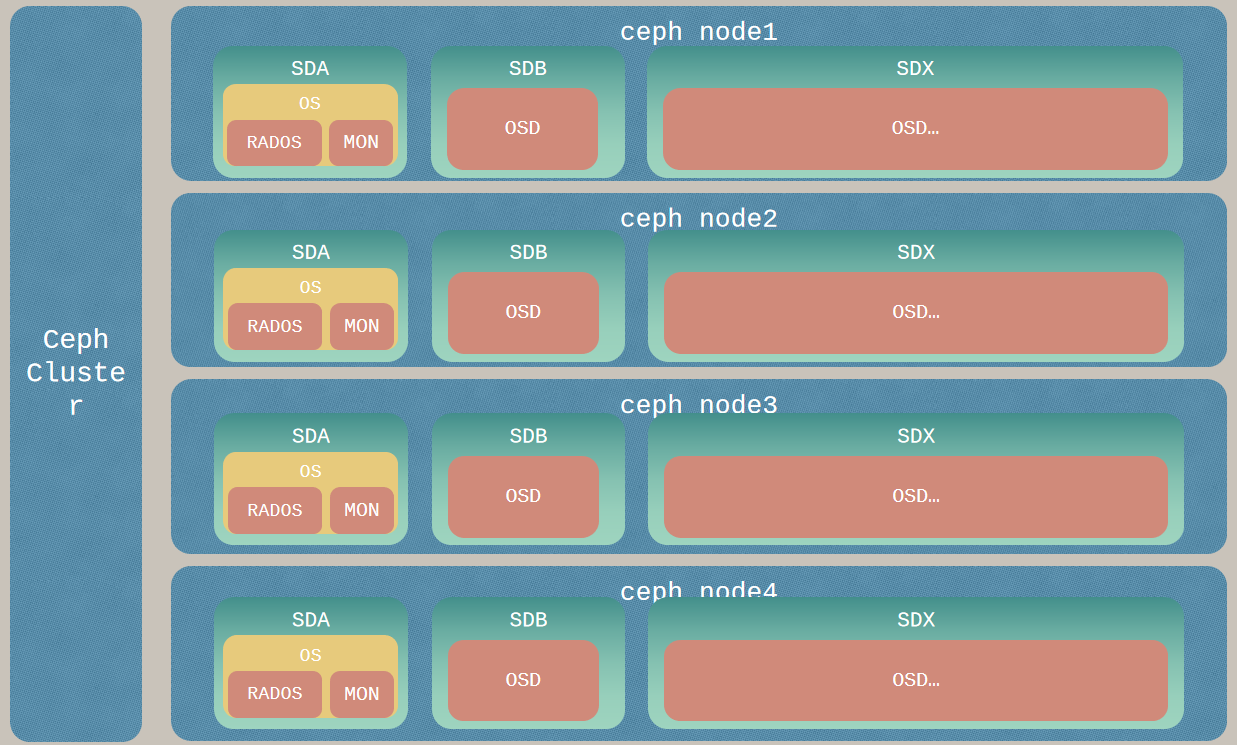 Ceph
Cluste
r
ceph node1
SDA
SDB
SDX
OS
RADOS
MON
OSD
OSD…
ceph node2
SDA
SDB
SDX
OS
RADOS
MON
OSD
OSD…
ceph node3
SDA
SDB
SDX
OS
RADOS
MON
OSD
OSD…
ceph node4
SDA
SDB
SDX
OS
RADOS
MON
OSD
OSD…